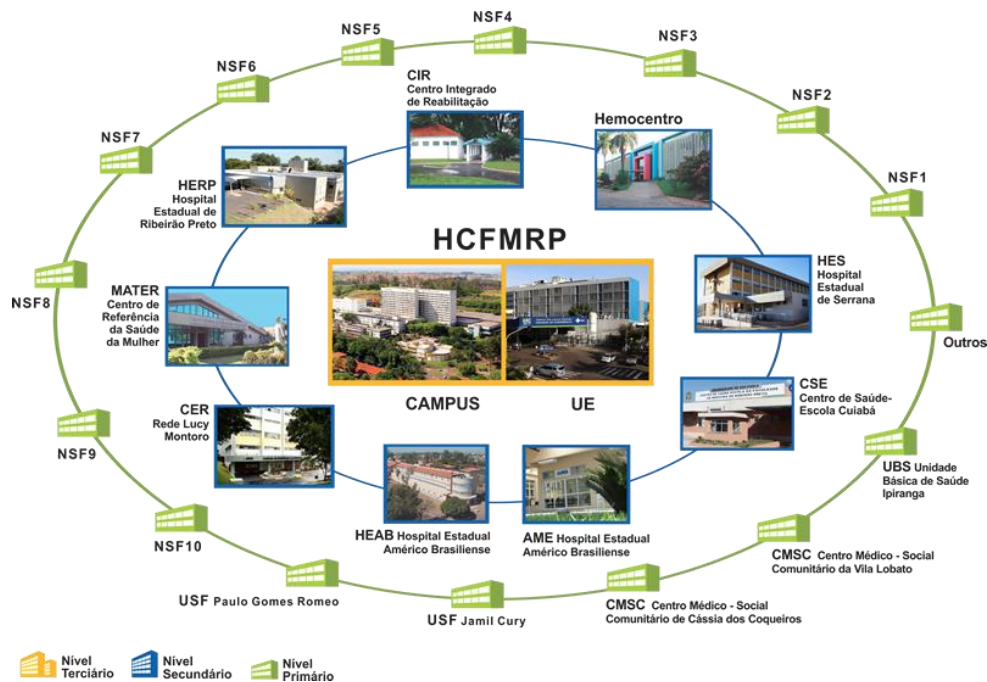 NSF4
NSF5
NSF3
NSF6
CIR
Centro Integrado
de Reabilitação
NSF2
Hemocentro
NSF7
HERP
Hospital
Estadual de
Ribeirão Preto
NSF1
HCFMRP
HES
Hospital
Estadual
de Serrana
NSF8
MATER
Centro de
Referência
da Saúde
da Mulher
Outros
CAMPUS
UE
CSE
Centro de Saúde-
Escola Cuiabá
CER
Rede Lucy
Montoro
NSF9
UBS Unidade
Básica de Saúde
Ipiranga
HEAB Hospital Estadual
Américo Brasiliense
AME Hospital Estadual
Américo Brasiliense
NSF10
CMSC Centro Médico - Social
Comunitário da Vila Lobato
USF Paulo Gomes Romeo
USF Jamil Cury
CMSC Centro Médico - Social
Comunitário de Cássia dos Coqueiros
Nível
Terciário
Nível
Secundário
Nível
Primário